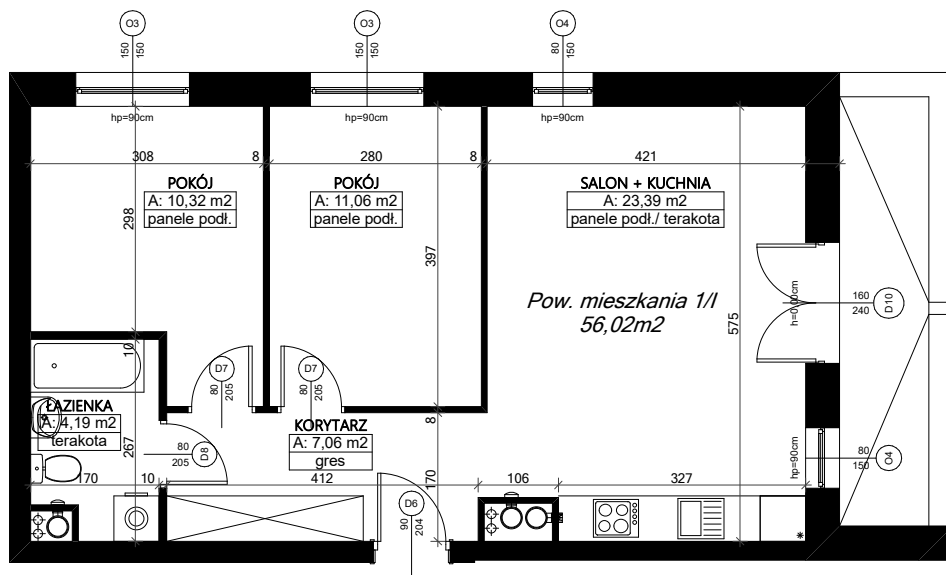 O3
150
150
O3
150
150
O4
80
150
hp=90cm
hp=90cm
hp=90cm
308
8
280
8
421
POKÓJ
A: 10,32 m2
panele podł.
POKÓJ
A: 11,06 m2
panele podł.
SALON + KUCHNIA
A: 23,39 m2
panele podł./ terakota
298
397
575
Pow. mieszkania 1/I
56,02m2
h=000cm
160
240
D10
10
D7
80
205
D7
80
205
ŁAZIENKA
A: 4,19 m2
terakota
267
KORYTARZ
A: 7,06 m2
gres
8
170
80
205
D8
hp=90cm
80
150
O4
170
10
412
106
327
D6
90
204